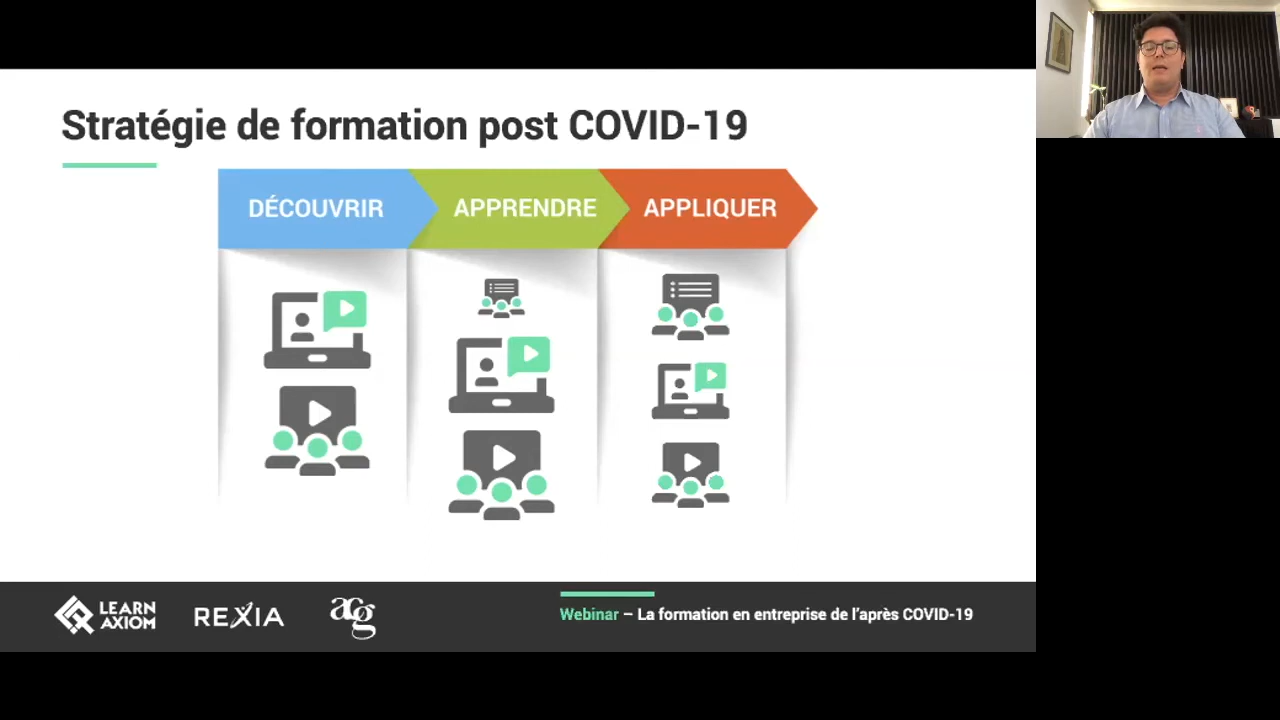 Stratégie de formation post COVID-19
DÉCOUVRIR
APPRENDRE
APPLIQUER
LEARN
AXIOM
REXIA
acg
Webinar – La formation en entreprise de l'après COVID-19